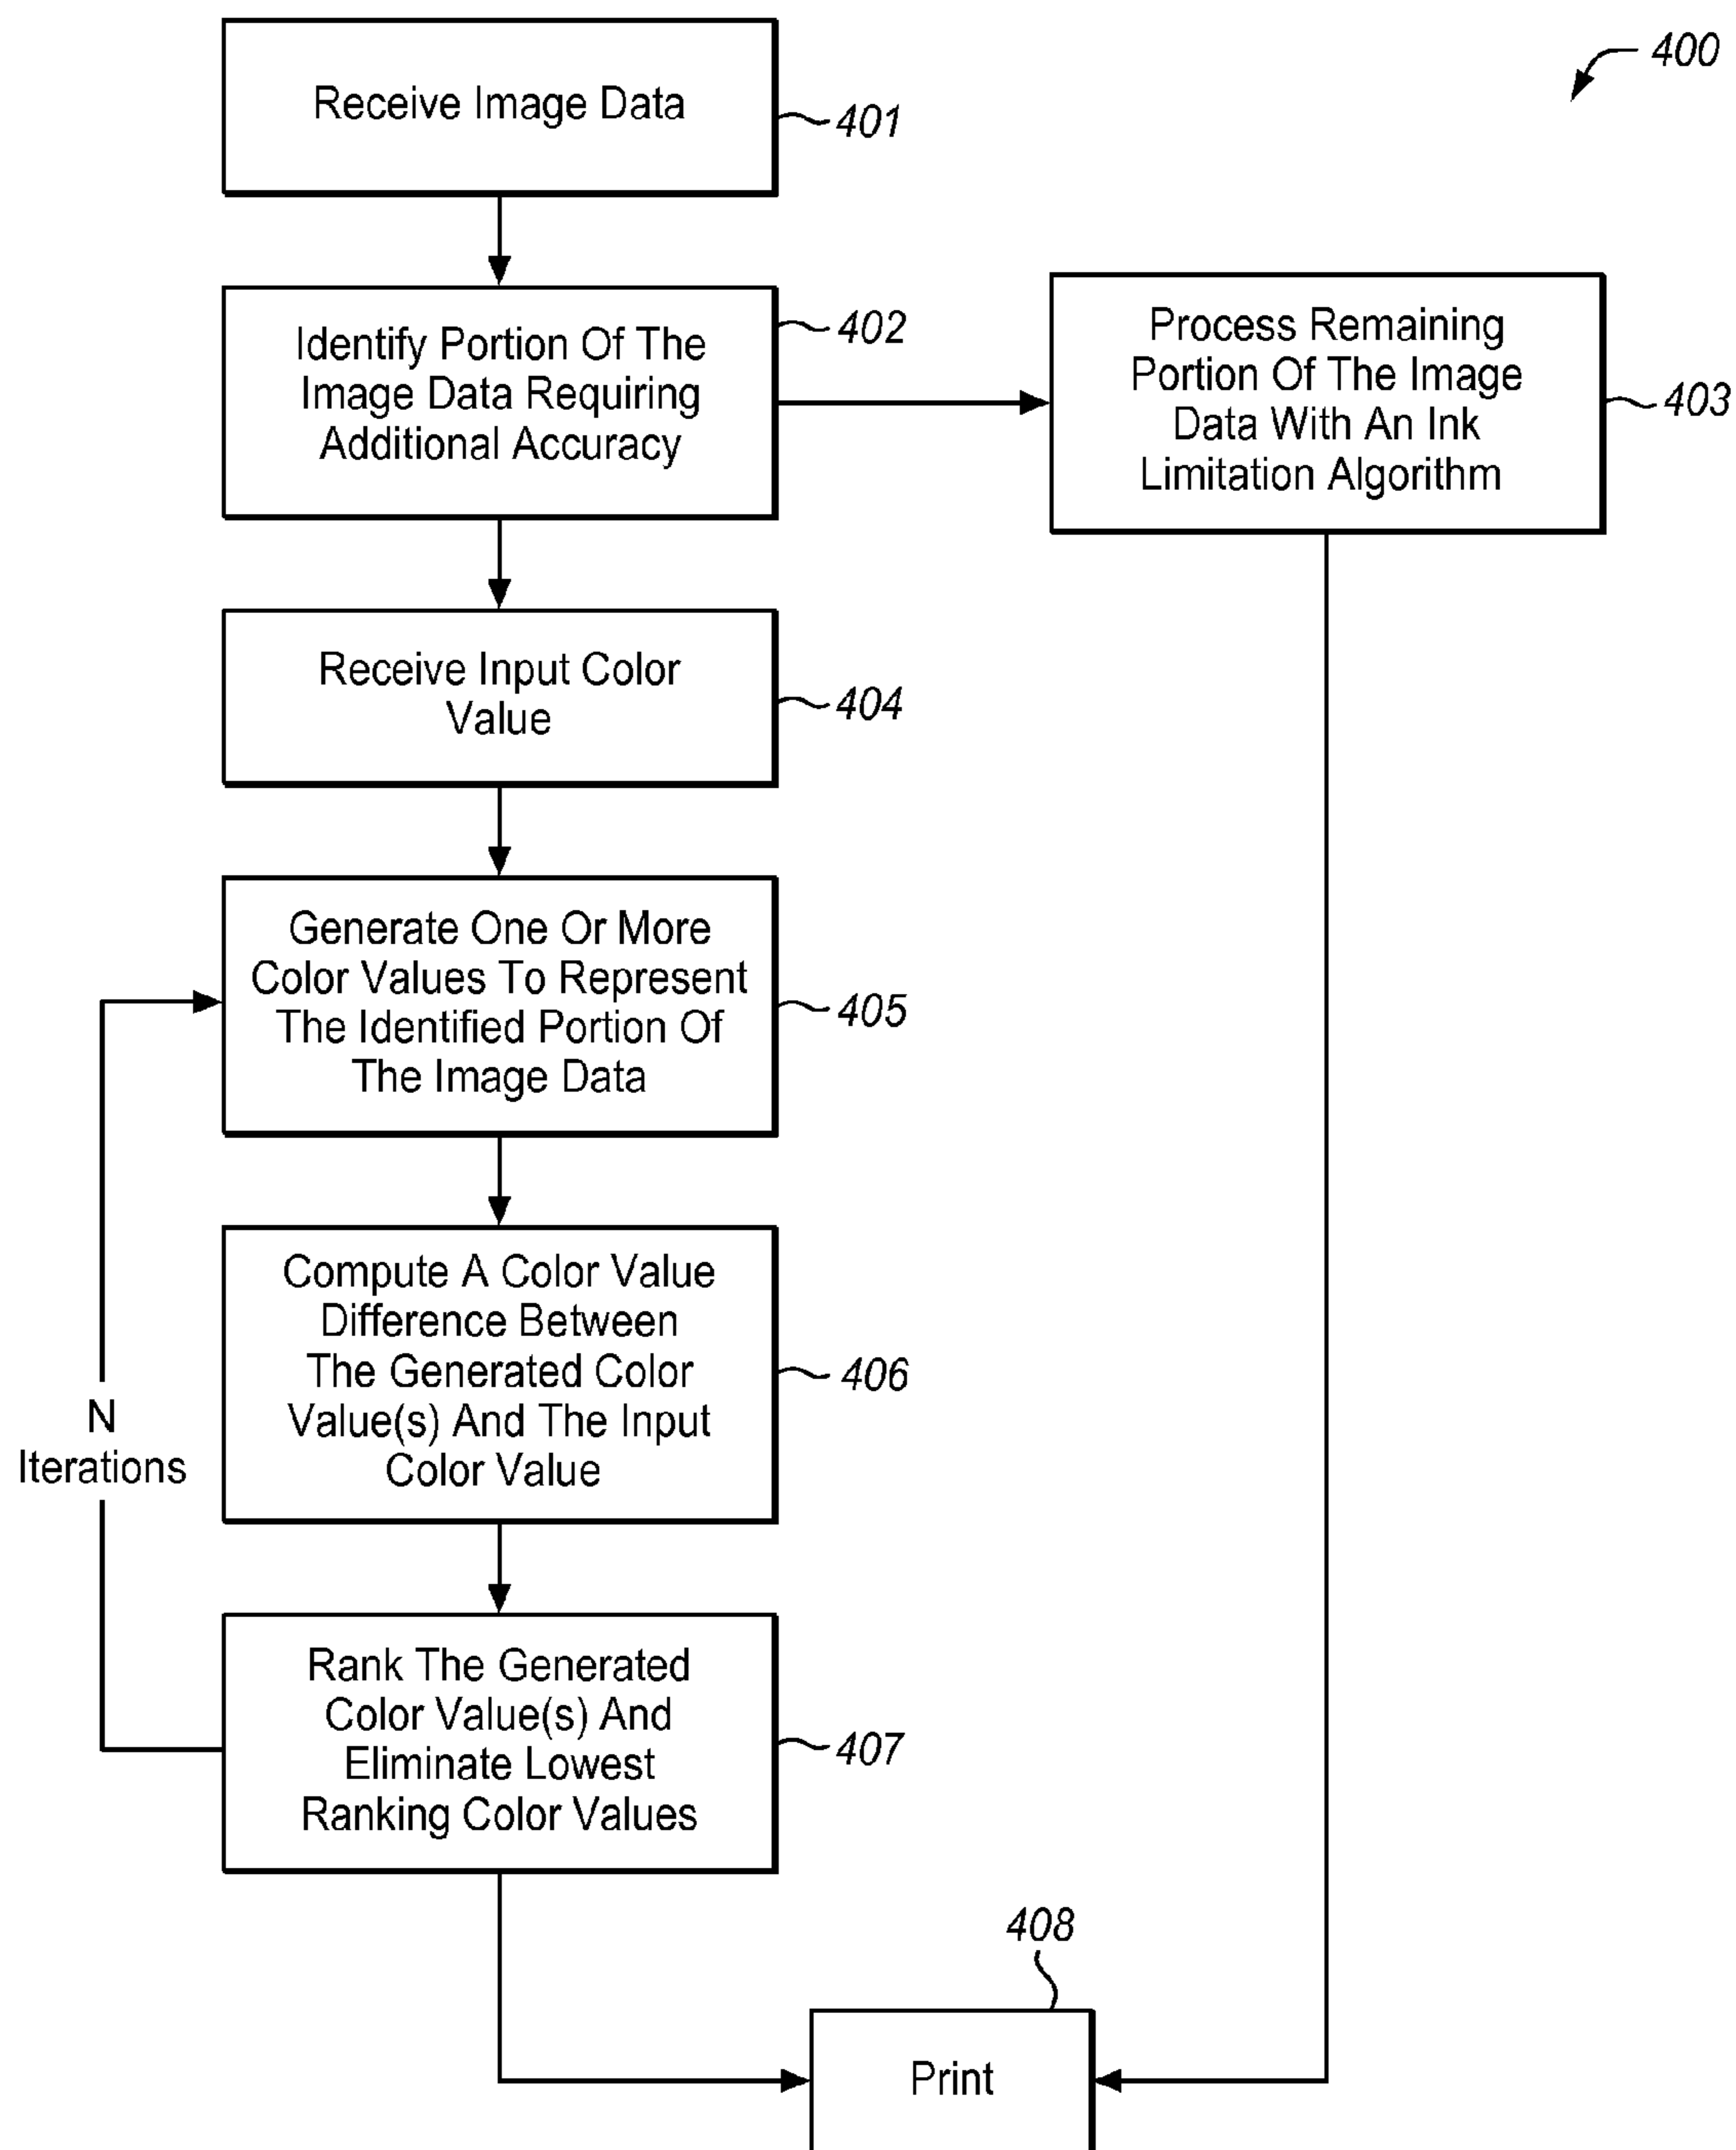 400
Receive Image Data
401
Identify Portion Of The
Image Data Requiring
Additional Accuracy
402
Process Remaining
Portion Of The Image
Data With An Ink
Limitation Algorithm
403
Receive Input Color
Value
404
Generate One Or More
Color Values To Represent
The Identified Portion Of
The Image Data
405
Compute A Color Value
Difference Between
The Generated Color
Value(s) And The Input
Color Value
406
N
Iterations
Rank The Generated
Color Value(s) And
Eliminate Lowest
Ranking Color Values
407
408
Print